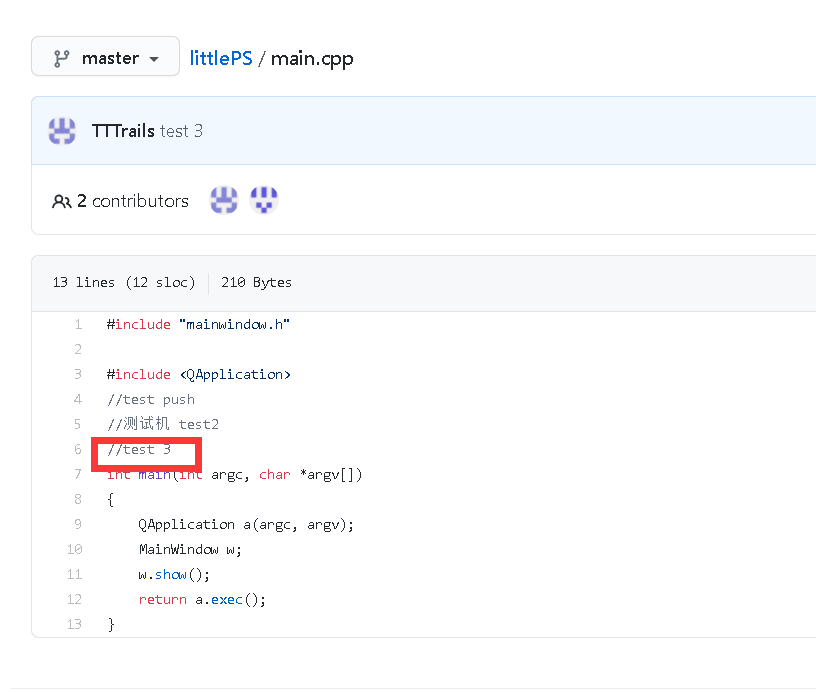 master
littlePS / main.cpp
TTTrails test 3
2 contributors
13 lines (12 sloc) 210 Bytes
1 #include "mainwindow.h"
2
3 #include <QApplication>
4 //test push
5 //测试机 test2
6 //test 3
7 int main(int argc, char *argv[])
8 {
9 QApplication a(argc, argv);
10 MainWindow w;
11 w.show();
12 return a.exec();
13 }